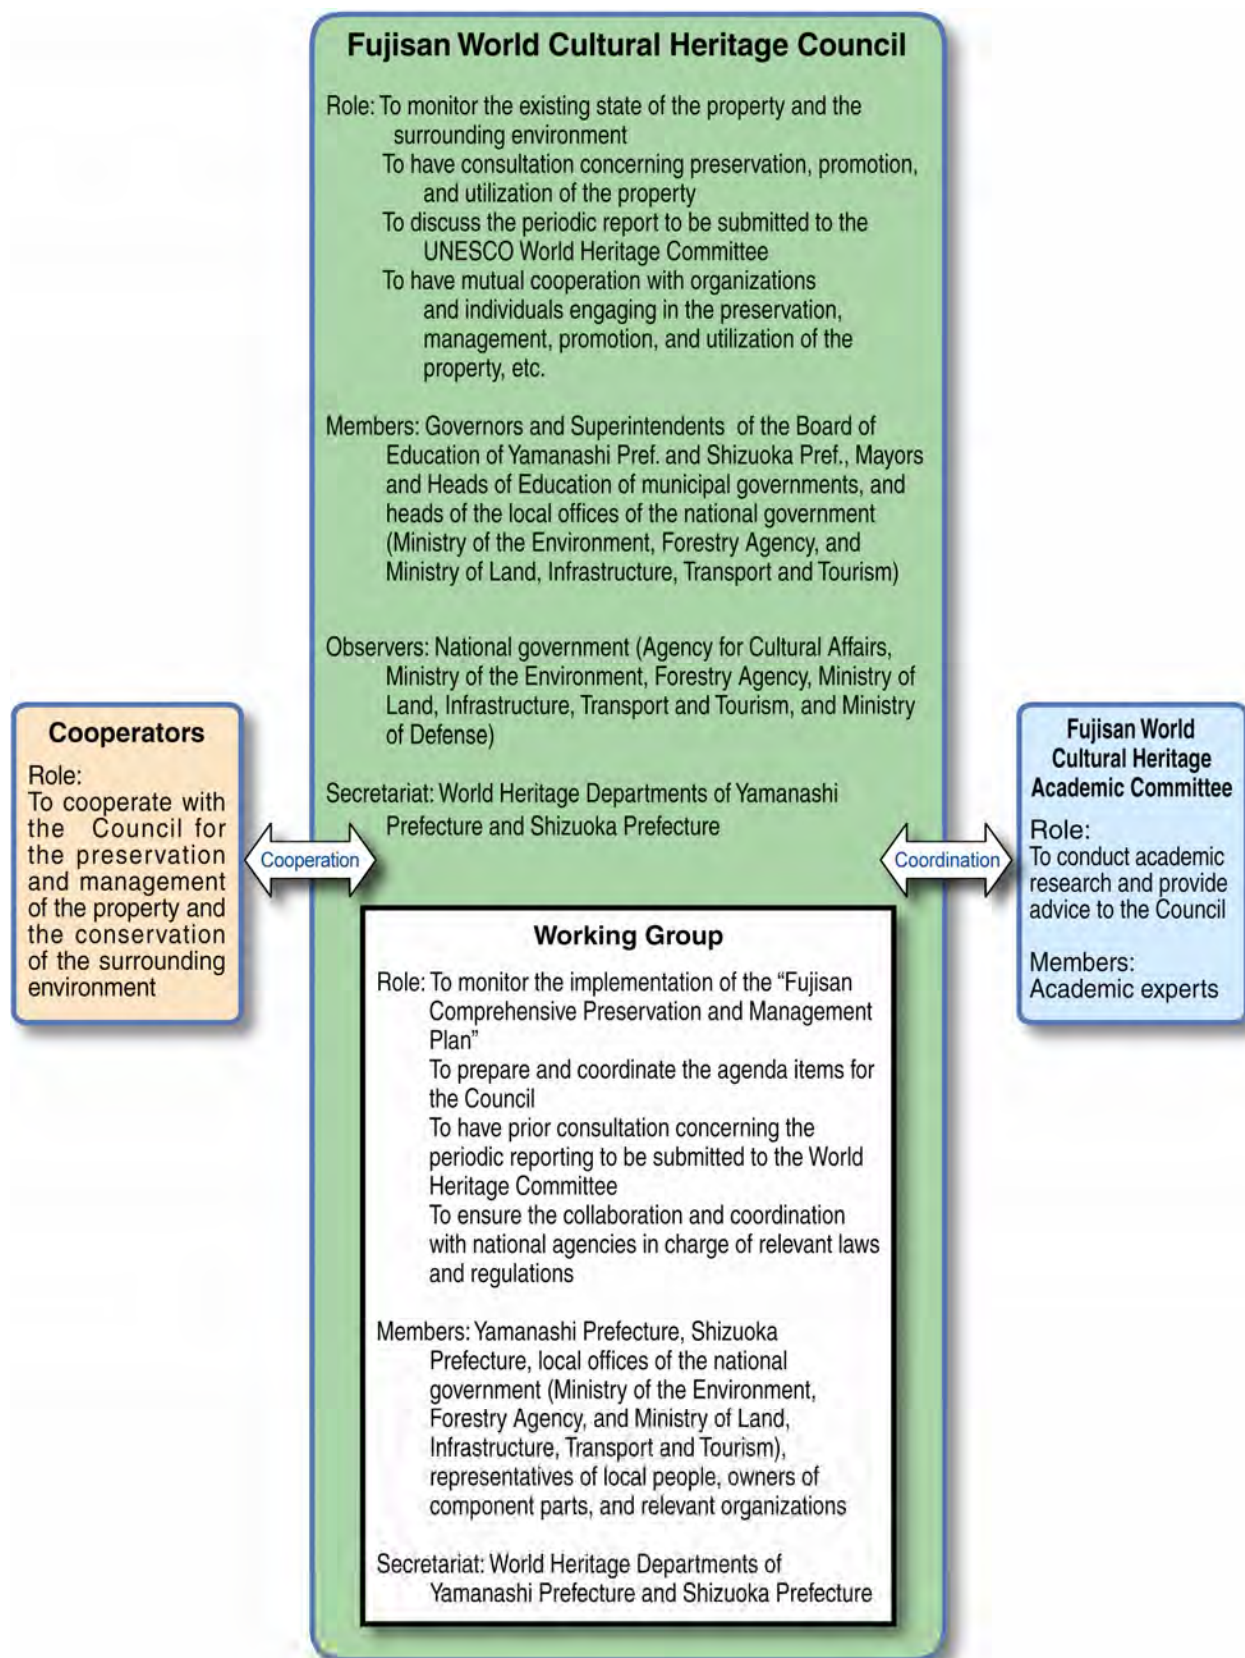 Fujisan World Cultural Heritage Council
Role: To monitor the existing state of the property and the
surrounding environment
To have consultation concerning preservation, promotion,
and utilization of the property
To discuss the periodic report to be submitted to the
UNESCO World Heritage Committee
To have mutual cooperation with organizations
and individuals engaging in the preservation,
management, promotion, and utilization of the
property, etc.
Members: Governors and Superintendents of the Board of
Education of Yamanashi Pref. and Shizuoka Pref., Mayors
and Heads of Education of municipal governments, and
heads of the local offices of the national government
(Ministry of the Environment, Forestry Agency, and
Ministry of Land, Infrastructure, Transport and Tourism)
Observers: National government (Agency for Cultural Affairs,
Ministry of the Environment, Forestry Agency, Ministry of
Land, Infrastructure, Transport and Tourism, and Ministry
of Defense)
Secretariat: World Heritage Departments of Yamanashi
Prefecture and Shizuoka Prefecture
Cooperators
Role:
To cooperate with
the Council for
the preservation
and management
of the property and
the conservation
of the surrounding
environment
Cooperation
Coordination
Fujisan World
Cultural Heritage
Academic Committee
Role:
To conduct academic
research and provide
advice to the Council
Members:
Academic experts
Working Group
Role: To monitor the implementation of the “Fujisan
Comprehensive Preservation and Management
Plan”
To prepare and coordinate the agenda items for
the Council
To have prior consultation concerning the
periodic reporting to be submitted to the World
Heritage Committee
To ensure the collaboration and coordination
with national agencies in charge of relevant laws
and regulations
Members: Yamanashi Prefecture, Shizuoka
Prefecture, local offices of the national
government (Ministry of the Environment,
Forestry Agency, and Ministry of Land,
Infrastructure, Transport and Tourism),
representatives of local people, owners of
component parts, and relevant organizations
Secretariat: World Heritage Departments of
Yamanashi Prefecture and Shizuoka Prefecture